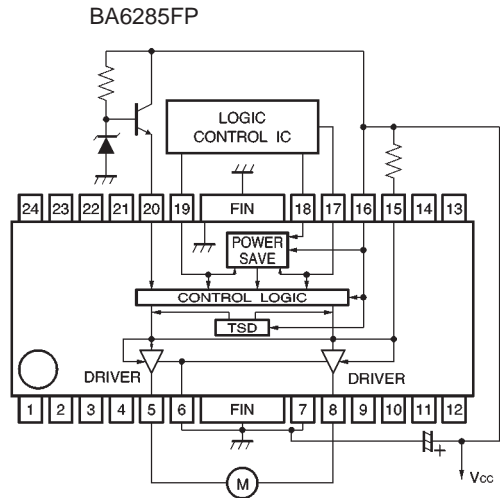 BA6285FP
LOGIC
CONTROL IC
24 23 22 21 20 19 FIN 18 17 16 15 14 13
POWER
SAVE
CONTROL LOGIC
TSD
DRIVER DRIVER
1 2 3 4 5 6 FIN 7 8 9 10 11 12
+
M
Vcc